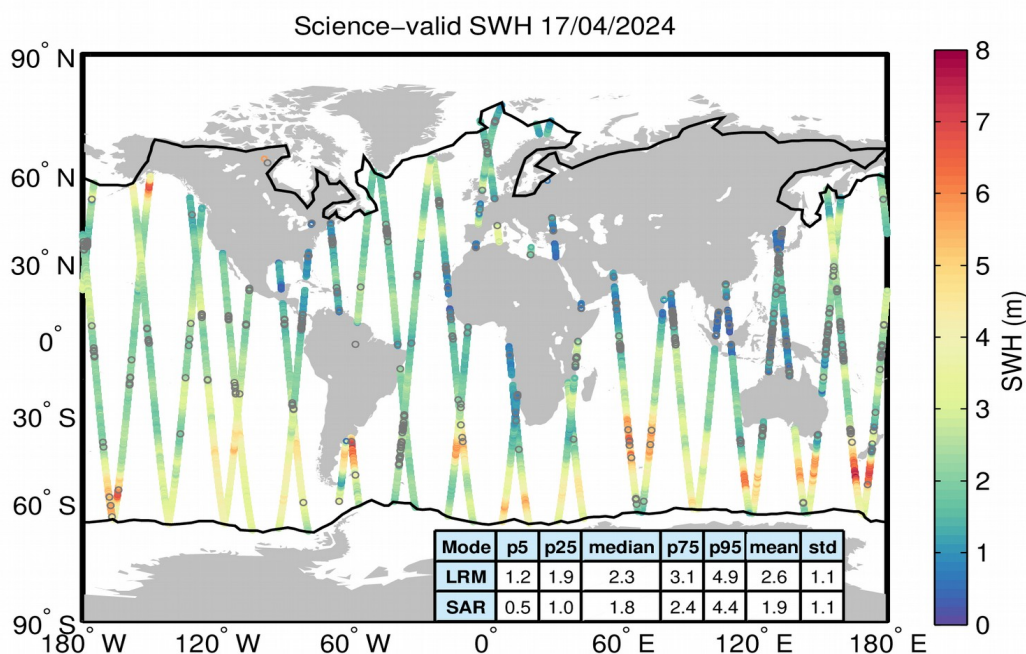 Science−valid SWH 17/04/2024
90° N
60° N
30° N
0°
30° S
60° S
90° S
180° W
120° W
60° W
0°
60° E
120° E
180° E
8
7
6
5
4
3
2
1
0
SWH (m)
Mode p5 p25 median p75 p95 mean std
LRM 1.2 1.9 2.3 3.1 4.9 2.6 1.1
SAR 0.5 1.0 1.8 2.4 4.4 1.9 1.1